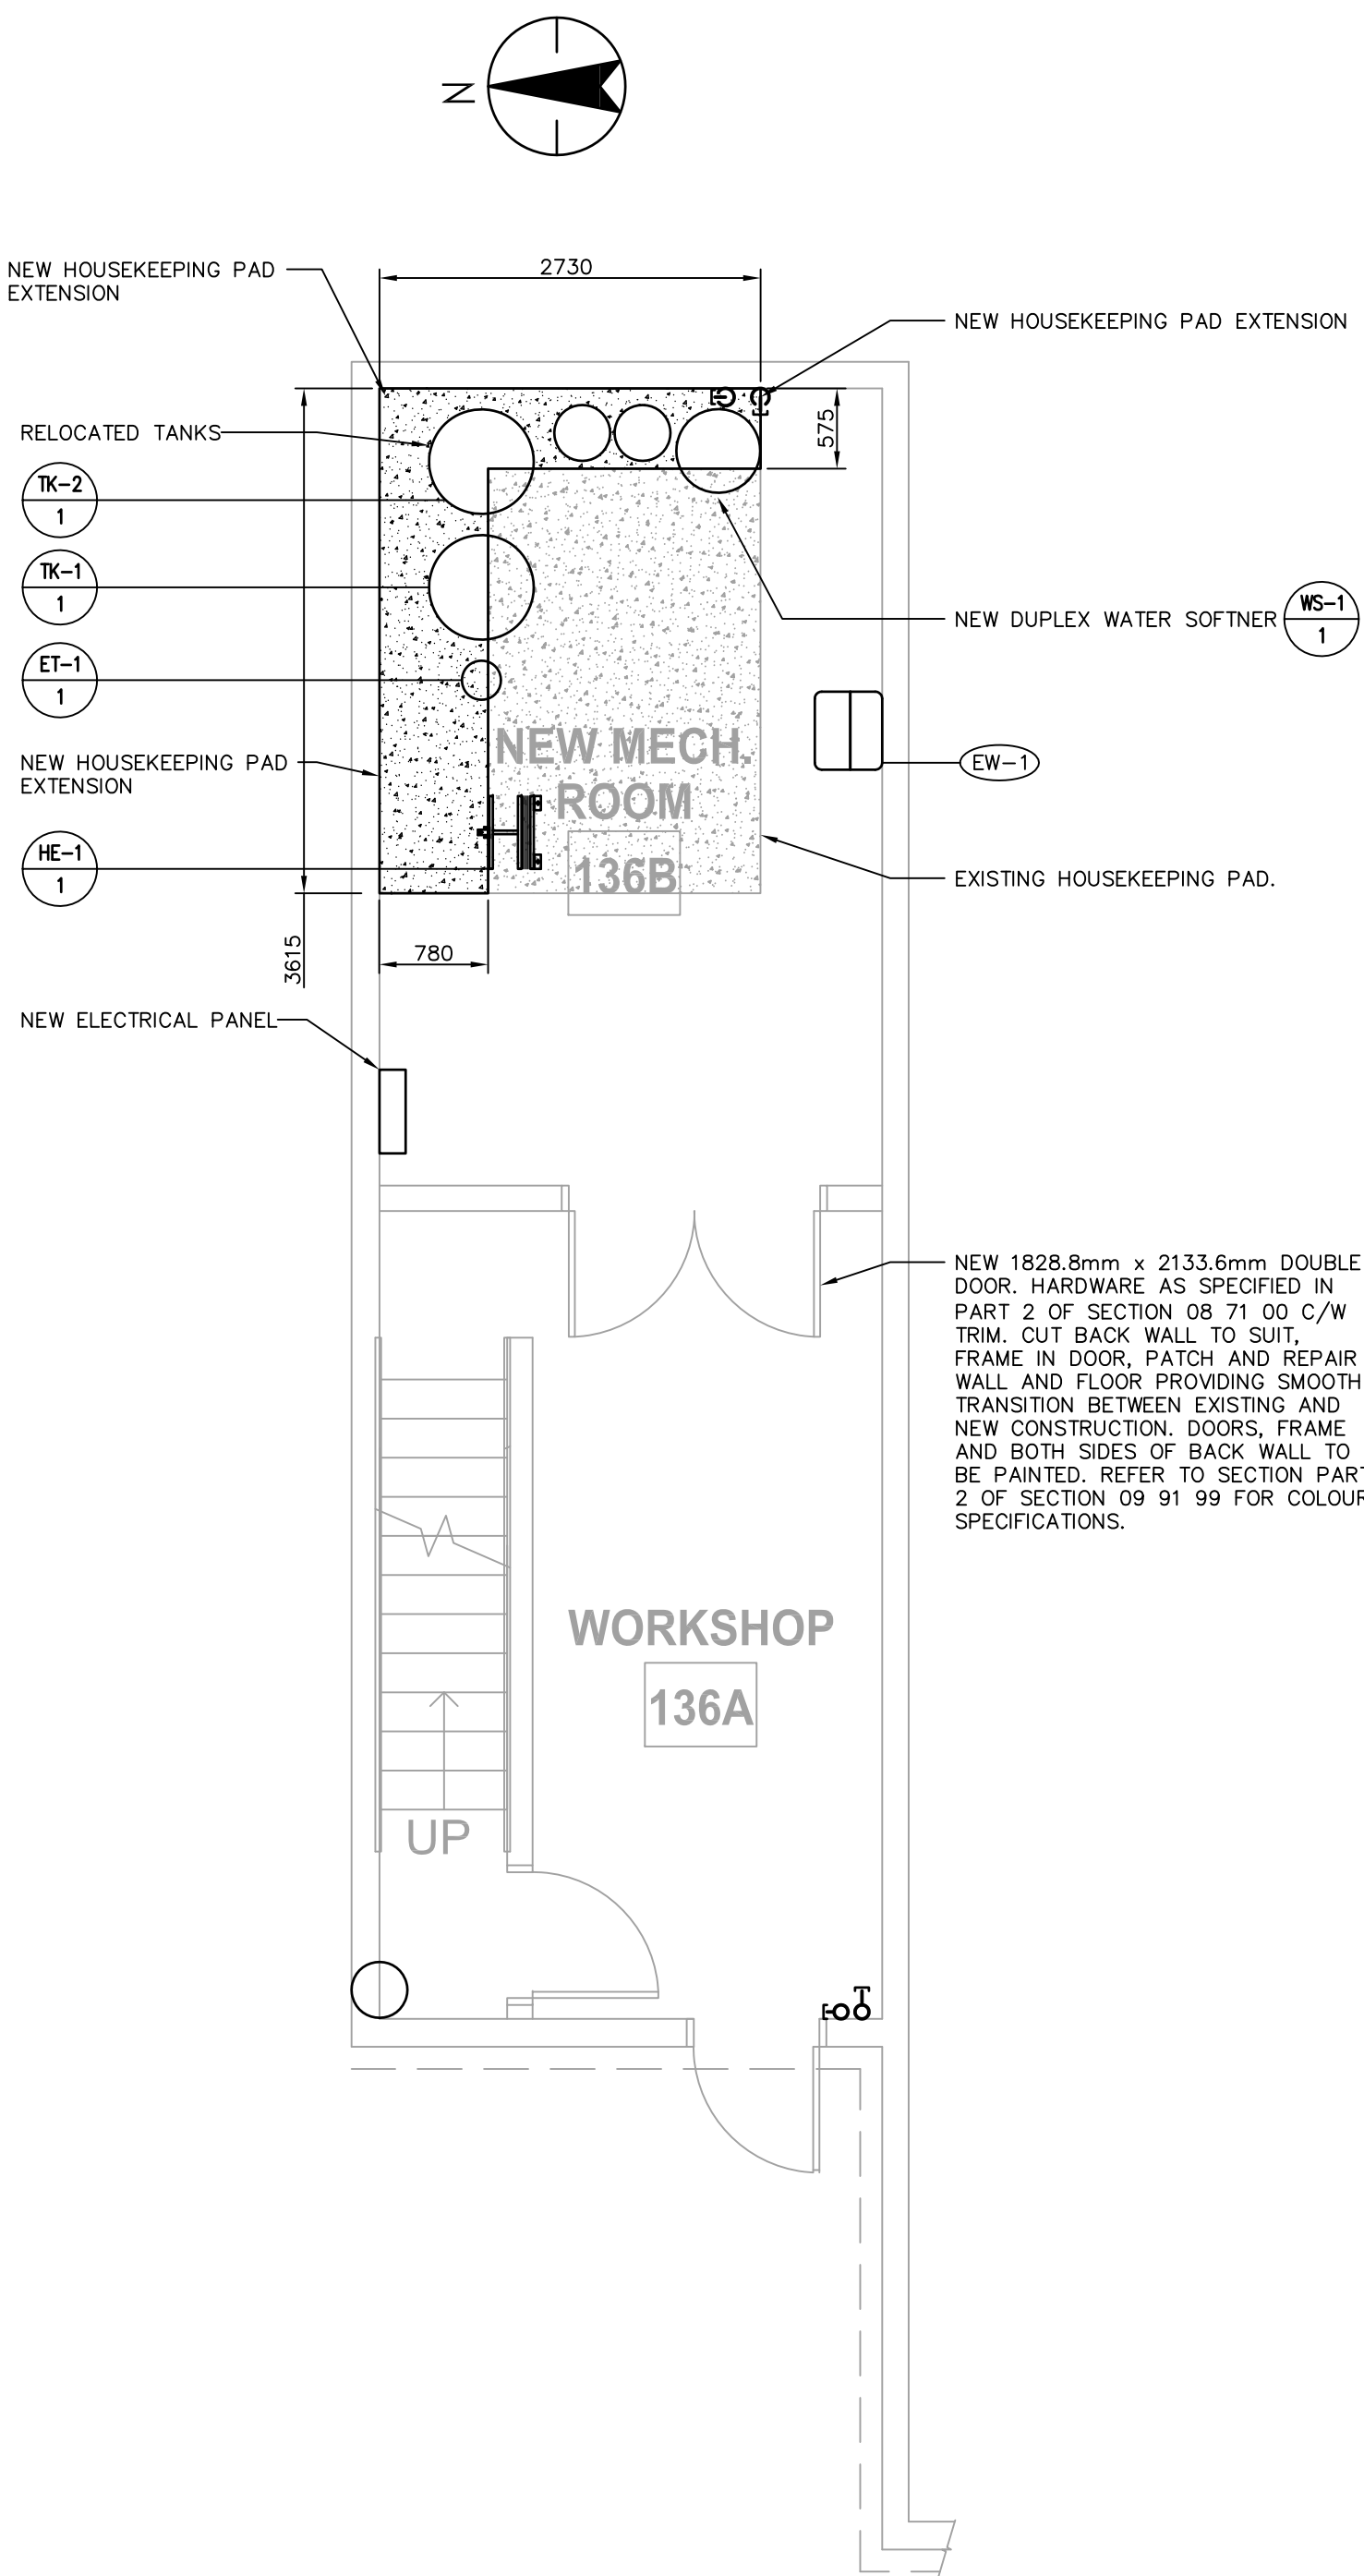 N
2730
NEW HOUSEKEEPING PAD
EXTENSION
NEW HOUSEKEEPING PAD EXTENSION
575
RELOCATED TANKS
TK-2
1
TK-1
1
NEW DUPLEX WATER SOFTNER
WS-1
1
ET-1
1
NEW MECH.
ROOM
136B
NEW HOUSEKEEPING PAD
EXTENSION
EW-1
HE-1
1
EXISTING HOUSEKEEPING PAD.
3615
780
NEW ELECTRICAL PANEL
NEW 1828.8mm x 2133.6mm DOUBLE
DOOR. HARDWARE AS SPECIFIED IN
PART 2 OF SECTION 08 71 00 C/W
TRIM. CUT BACK WALL TO SUIT,
FRAME IN DOOR, PATCH AND REPAIR
WALL AND FLOOR PROVIDING SMOOTH
TRANSITION BETWEEN EXISTING AND
NEW CONSTRUCTION. DOORS, FRAME
AND BOTH SIDES OF BACK WALL TO
BE PAINTED. REFER TO SECTION PART
2 OF SECTION 09 91 99 FOR COLOUR
SPECIFICATIONS.
WORKSHOP
136A
UP